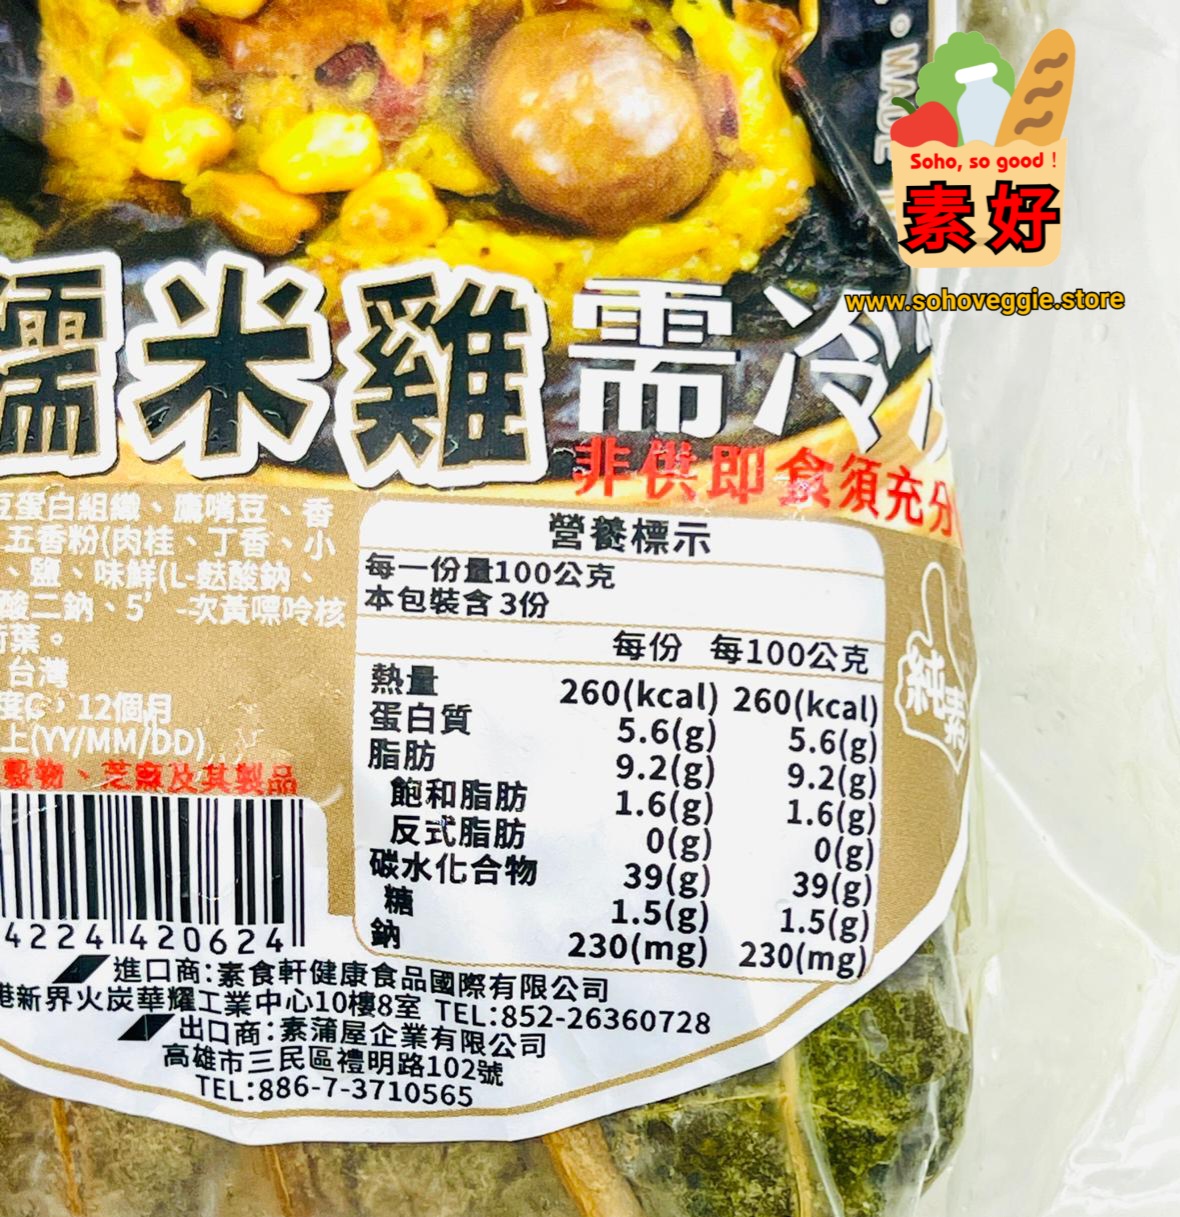 MAOL
Soho, so good !
素好
www.sohoveggie.store
糯米雞 需冷
非供即食須充分
豆蛋白組織、鷹嘴豆、香
五香粉(肉桂、丁香、小
、鹽、味鮮(L-麩酸鈉、
酸二鈉、5'-次黃嘌呤核
葉。
台灣
度C，12個月
上(YY/MM/DD)
穀物、芝麻及其製品
營養標示
每一份量100公克
本包裝含 3份
每份 每100公克
熱量 260(kcal) 260(kcal)
蛋白質 5.6(g) 5.6(g)
脂肪 9.2(g) 9.2(g)
飽和脂肪 1.6(g) 1.6(g)
反式脂肪 0(g) 0(g)
碳水化合物 39(g) 39(g)
糖 1.5(g) 1.5(g)
鈉 230(mg) 230(mg)
純素
4224 420624
進口商:素食軒健康食品國際有限公司
港新界火炭華耀工業中心10樓8室 TEL:852-26360728
出口商:素蒲屋企業有限公司
高雄市三民區禮明路102號
TEL:886-7-3710565